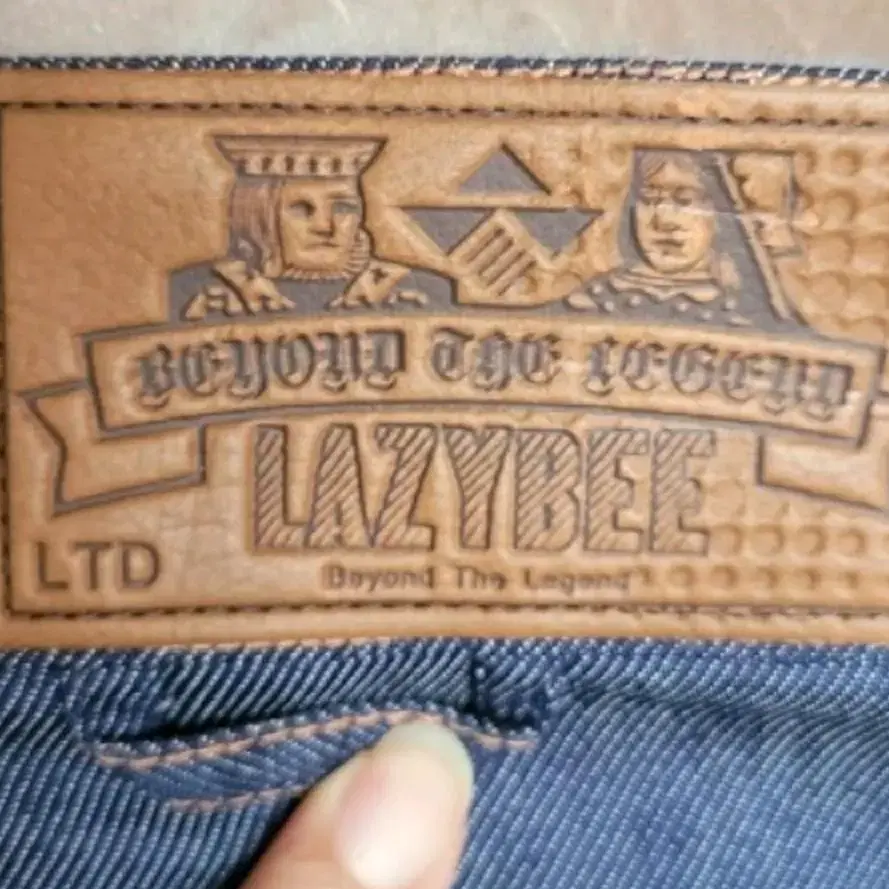 BEYOND THE LEGEND
LAZYBEE
LTD
Beyond The Legend